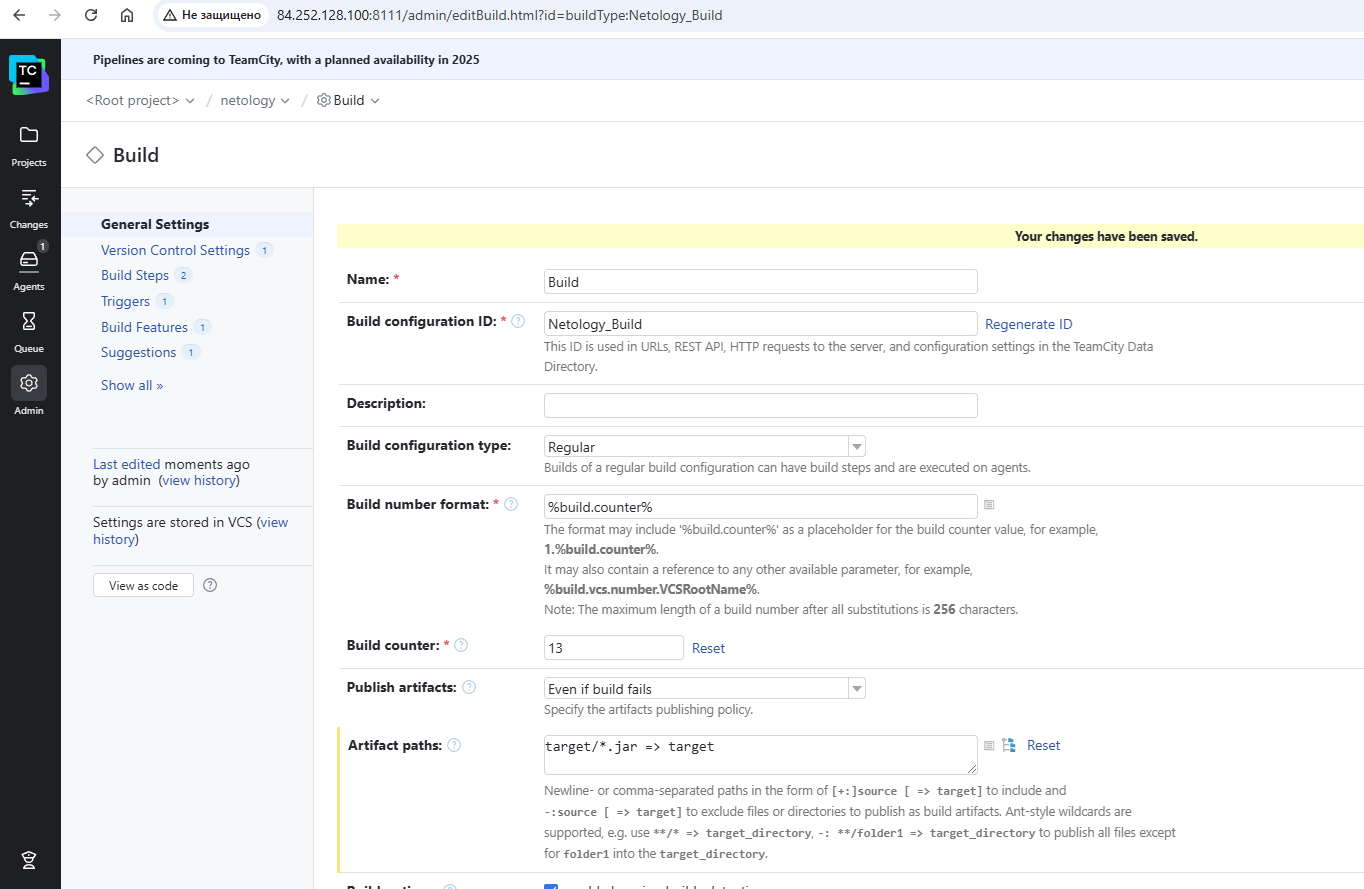 Не защищено
84.252.128.100:8111/admin/editBuild.html?id=buildType:Netology_Build
TC
Pipelines are coming to TeamCity, with a planned availability in 2025
<Root project> / netology / Build
Projects
Changes
1
Agents
Queue
Admin
Build
General Settings
Version Control Settings 1
Build Steps 2
Triggers 1
Build Features 1
Suggestions 1
Show all »
Last edited moments ago
by admin (view history)
Settings are stored in VCS (view
history)
View as code
Your changes have been saved.
Name: *
Build
Build configuration ID: *
Netology_Build
Regenerate ID
This ID is used in URLs, REST API, HTTP requests to the server, and configuration settings in the TeamCity Data
Directory.
Description:
Build configuration type:
Regular
Builds of a regular build configuration can have build steps and are executed on agents.
Build number format: *
%build.counter%
The format may include '%build.counter%' as a placeholder for the build counter value, for example,
1.%build.counter%.
It may also contain a reference to any other available parameter, for example,
%build.vcs.number.VCSRootName%.
Note: The maximum length of a build number after all substitutions is 256 characters.
Build counter: *
13
Reset
Publish artifacts:
Even if build fails
Specify the artifacts publishing policy.
Artifact paths:
target/*.jar => target
Reset
Newline- or comma-separated paths in the form of [+:]source [ => target] to include and
-:source [ => target] to exclude files or directories to publish as build artifacts. Ant-style wildcards are
supported, e.g. use **/* => target_directory, -: **/folder1 => target_directory to publish all files except
for folder1 into the target_directory.